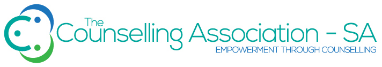 The
Counselling Association - SA
EMPOWERMENT THROUGH COUNSELLING